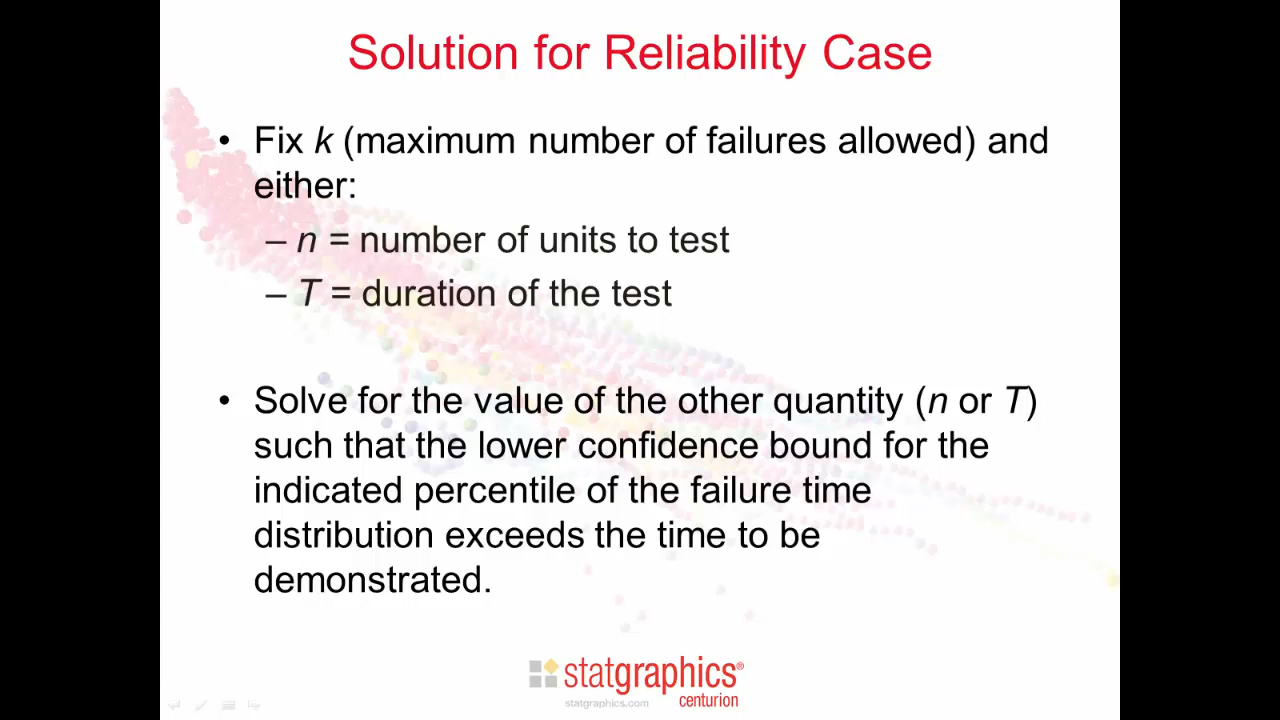 Solution for Reliability Case
• Fix k (maximum number of failures allowed) and
either:
– n = number of units to test
– T = duration of the test
• Solve for the value of the other quantity (n or T)
such that the lower confidence bound for the
indicated percentile of the failure time
distribution exceeds the time to be
demonstrated.
statgraphics®
statgraphics.com centurion